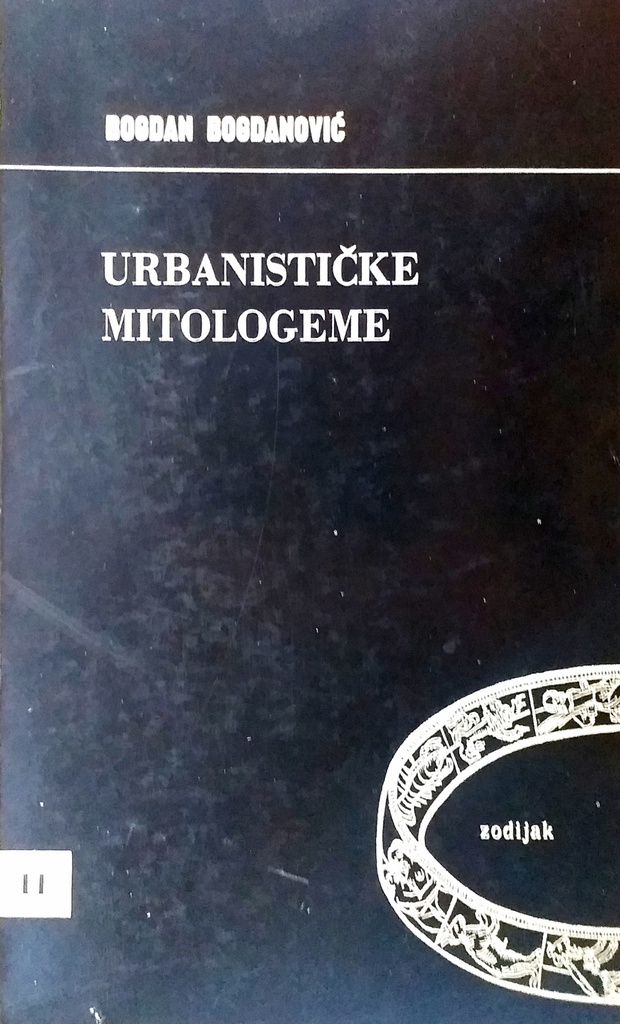 BOGDAN BOGDANOVIĆ
URBANISTIČKE
MITOLOGEME
zodijak
11